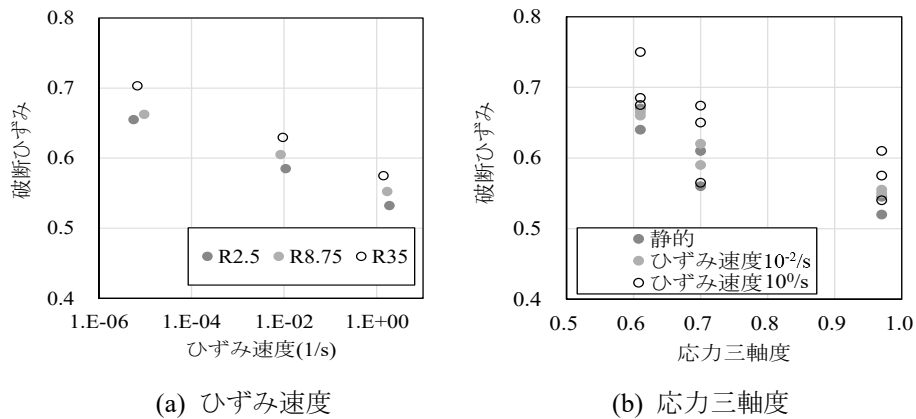 0.8
0.7
0.6
0.5
0.4
破断ひずみ
R2.5 R8.75 R35
1.E-06 1.E-04 1.E-02 1.E+00
ひずみ速度(1/s)
(a) ひずみ速度
0.8
0.7
0.6
0.5
0.4
破断ひずみ
静的
ひずみ速度10⁻²/s
ひずみ速度10⁰/s
0.5 0.6 0.7 0.8 0.9 1.0
応力三軸度
(b) 応力三軸度